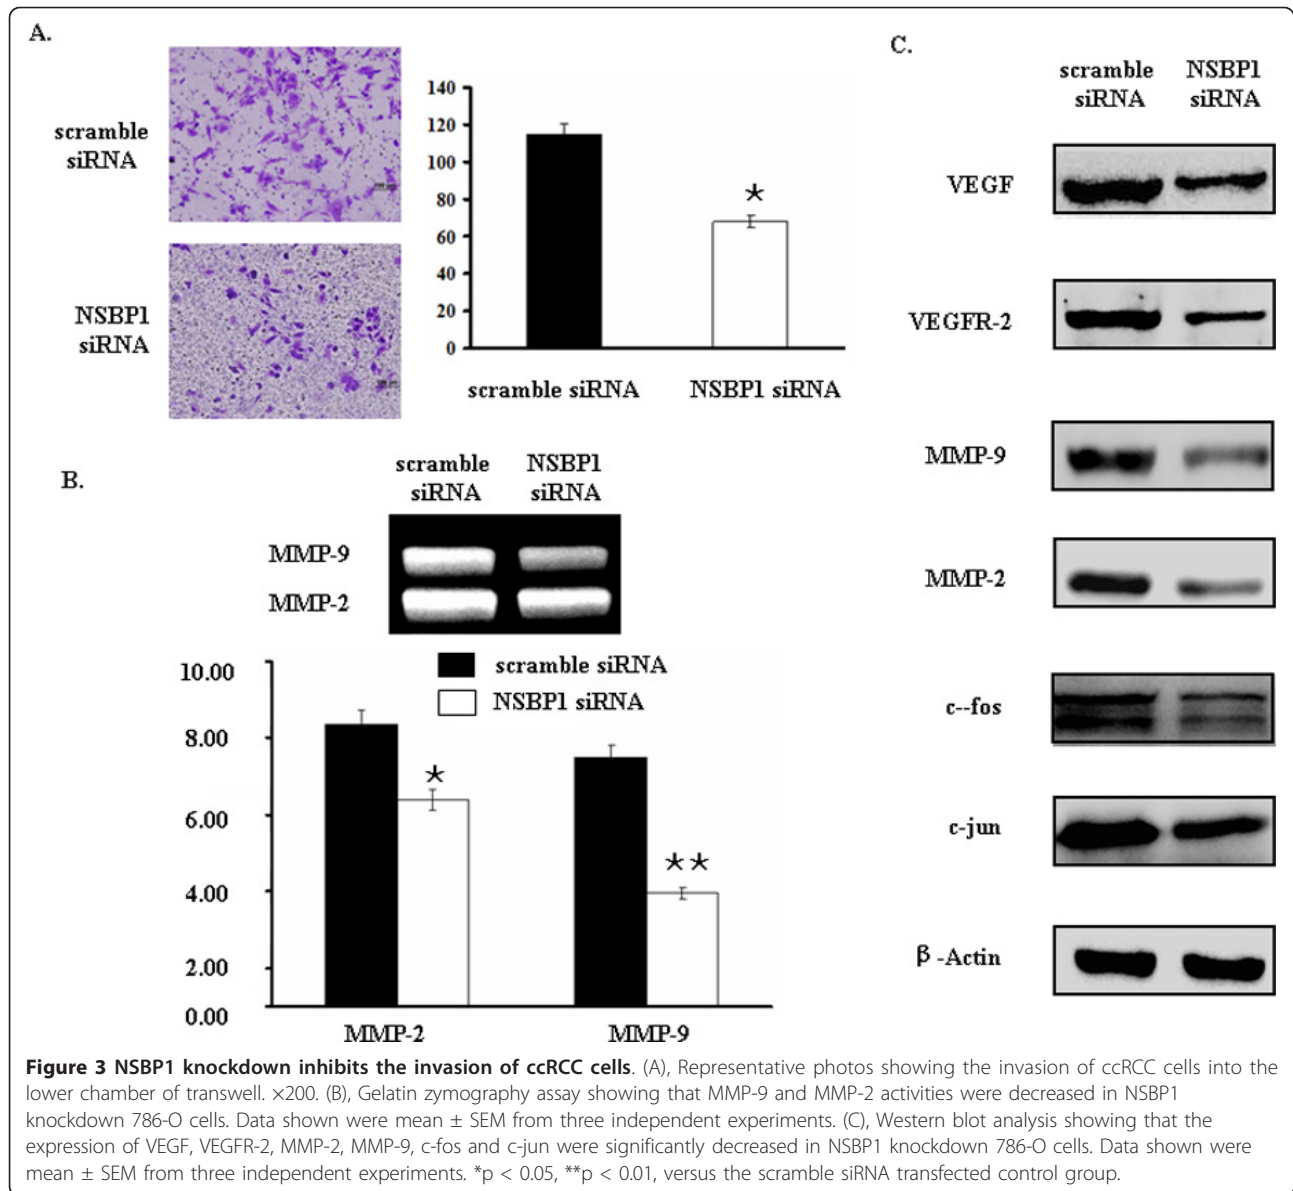 A.
scramble
siRNA
NSBP1
siRNA
140
120
100
80
60
40
20
0
★
scramble siRNA
NSBP1 siRNA
B.
scramble
siRNA
NSBP1
siRNA
MMP-9
MMP-2
scramble siRNA
NSBP1 siRNA
10.00
8.00
6.00
4.00
2.00
0.00
★
★★
MMP-2
MMP-9
C.
scramble
siRNA
NSBP1
siRNA
VEGF
VEGFR-2
MMP-9
MMP-2
c--fos
c-jun
β-Actin
Figure 3 NSBP1 knockdown inhibits the invasion of ccRCC cells. (A), Representative photos showing the invasion of ccRCC cells into the
lower chamber of transwell. ×200. (B), Gelatin zymography assay showing that MMP-9 and MMP-2 activities were decreased in NSBP1
knockdown 786-O cells. Data shown were mean ± SEM from three independent experiments. (C), Western blot analysis showing that the
expression of VEGF, VEGFR-2, MMP-2, MMP-9, c-fos and c-jun were significantly decreased in NSBP1 knockdown 786-O cells. Data shown were
mean ± SEM from three independent experiments. *p < 0.05, **p < 0.01, versus the scramble siRNA transfected control group.